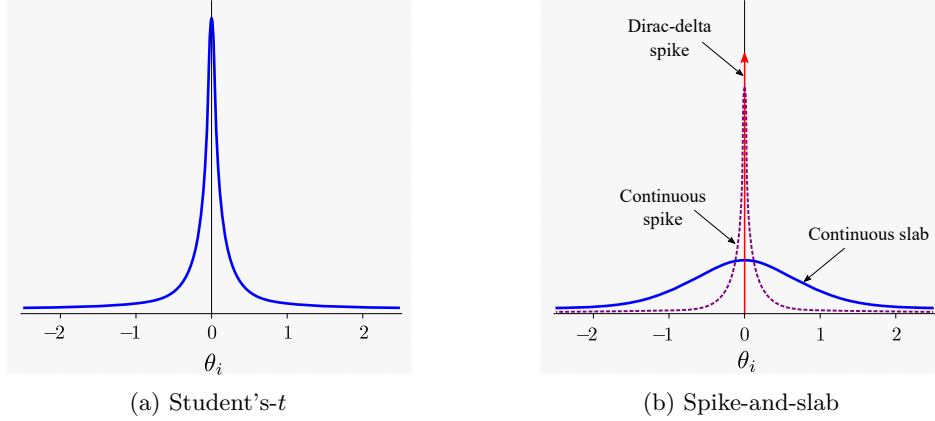 −2
−1
0
1
2
θi
(a) Student's-t
Dirac-delta
spike
Continuous
spike
Continuous slab
−2
−1
0
1
2
θi
(b) Spike-and-slab